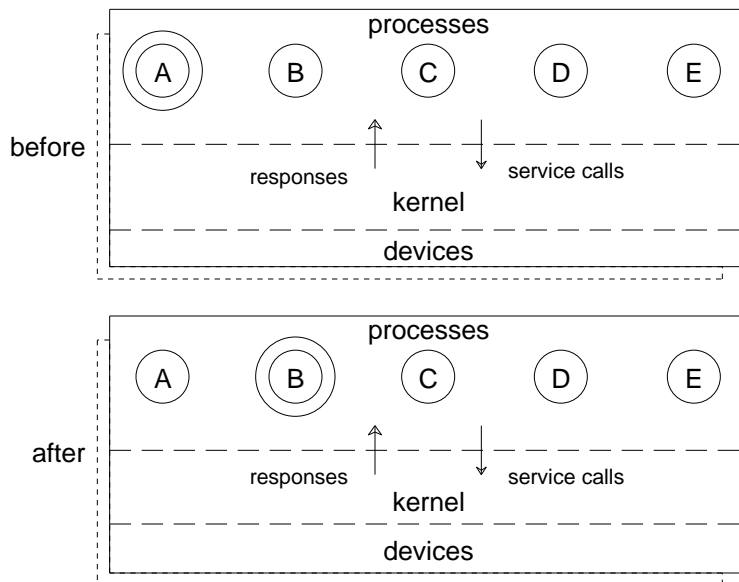 processes
A B C D E
before
responses service calls
kernel
devices
processes
A B C D E
after
responses service calls
kernel
devices